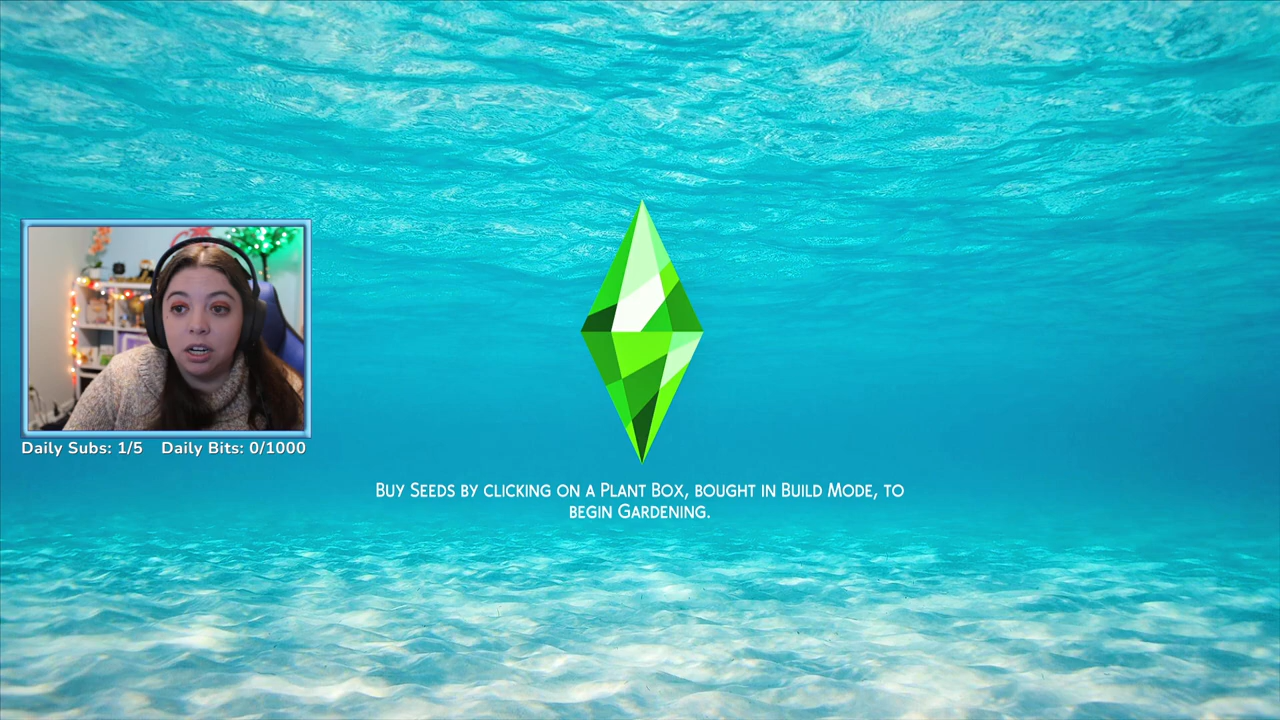 Daily Subs: 1/5 Daily Bits: 0/1000
Buy Seeds by clicking on a Plant Box, bought in Build Mode, to
begin Gardening.